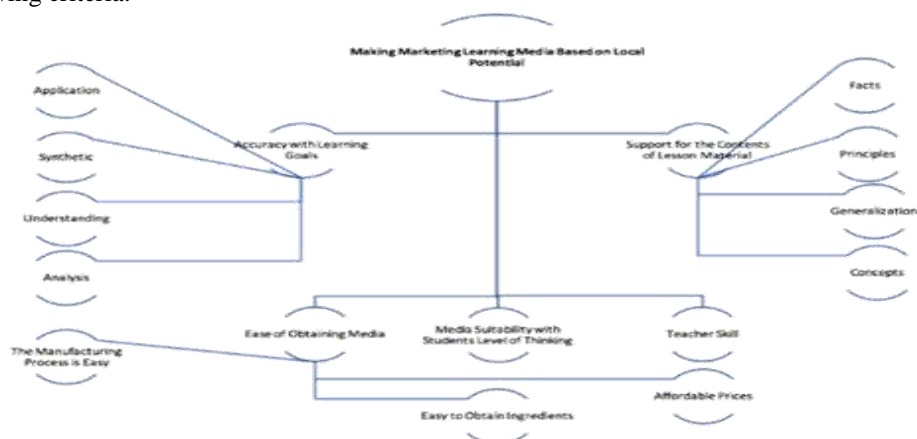 wing criteria.
Making Marketing Learning Media Based on Local
Potential
Application
Facts
Accuracy with Learning
Goals
Support for the Contents
of Lesson Material
Synthetic
Principles
Understanding
Generalization
Analysis
Concepts
Ease of Obtaining Media
Media Suitability with
Students Level of Thinking
Teacher Skill
The Manufacturing
Process is Easy
Affordable Prices
Easy to Obtain Ingredients